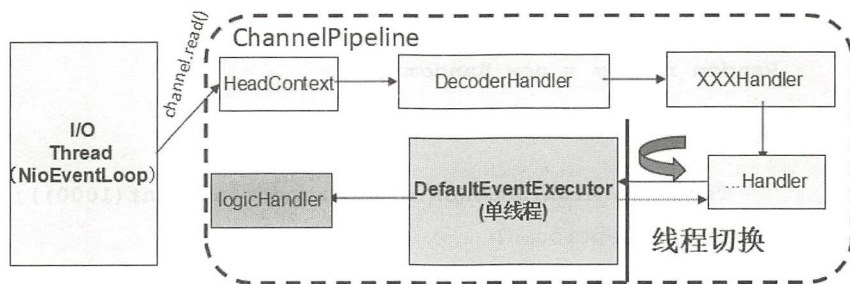 ChannelPipeline
channel.read()
I/O
Thread
(NioEventLoop)
HeadContext
DecoderHandler
XXXHandler
...Handler
DefaultEventExecutor
(单线程)
logicHandler
线程切换